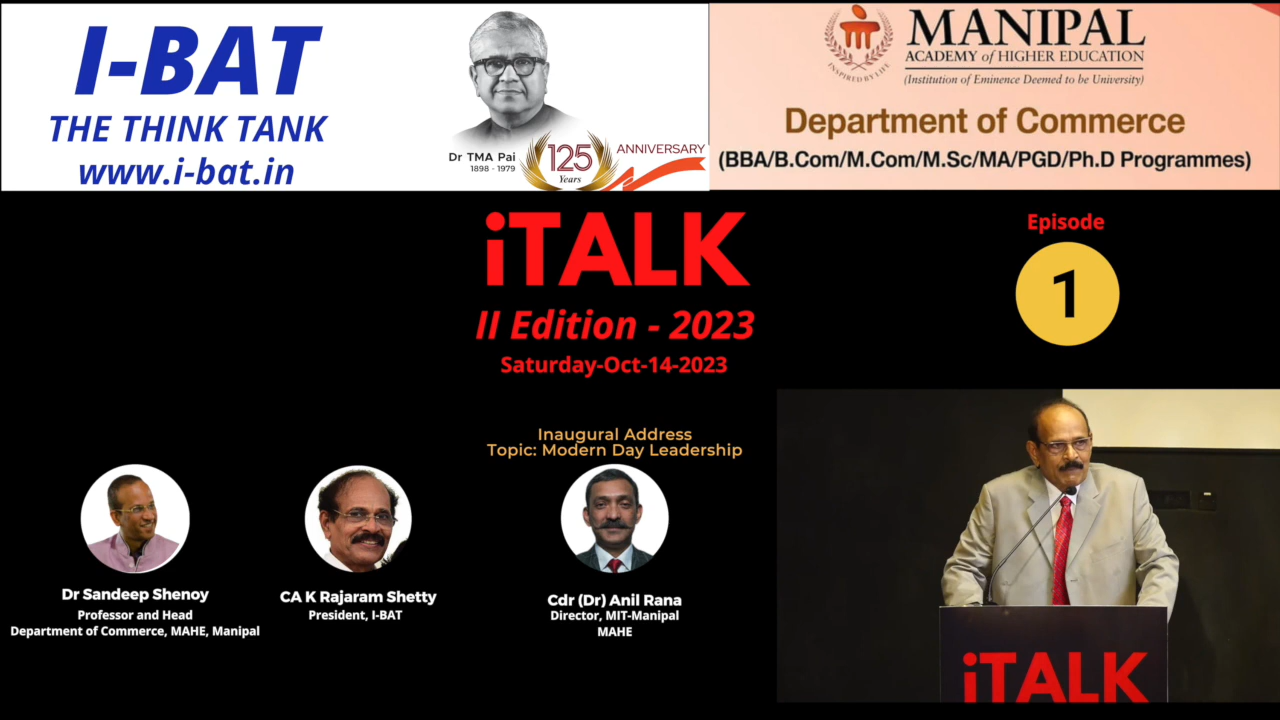 I-BAT
THE THINK TANK
www.i-bat.in
Dr TMA Pai
1898 - 1979
125
Years
ANNIVERSARY
INSPIRED BY LIFE
MANIPAL
ACADEMY of HIGHER EDUCATION
(Institution of Eminence Deemed to be University)
Department of Commerce
(BBA/B.Com/M.Com/M.Sc/MA/PGD/Ph.D Programmes)
iTALK
II Edition - 2023
Saturday-Oct-14-2023
Episode
1
Inaugural Address
Topic: Modern Day Leadership
Dr Sandeep Shenoy
Professor and Head
Department of Commerce, MAHE, Manipal
CA K Rajaram Shetty
President, I-BAT
Cdr (Dr) Anil Rana
Director, MIT-Manipal
MAHE
iTALK